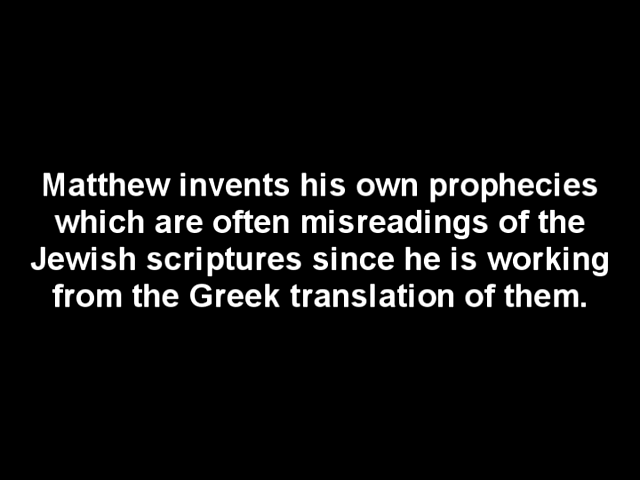 Matthew invents his own prophecies
which are often misreadings of the
Jewish scriptures since he is working
from the Greek translation of them.